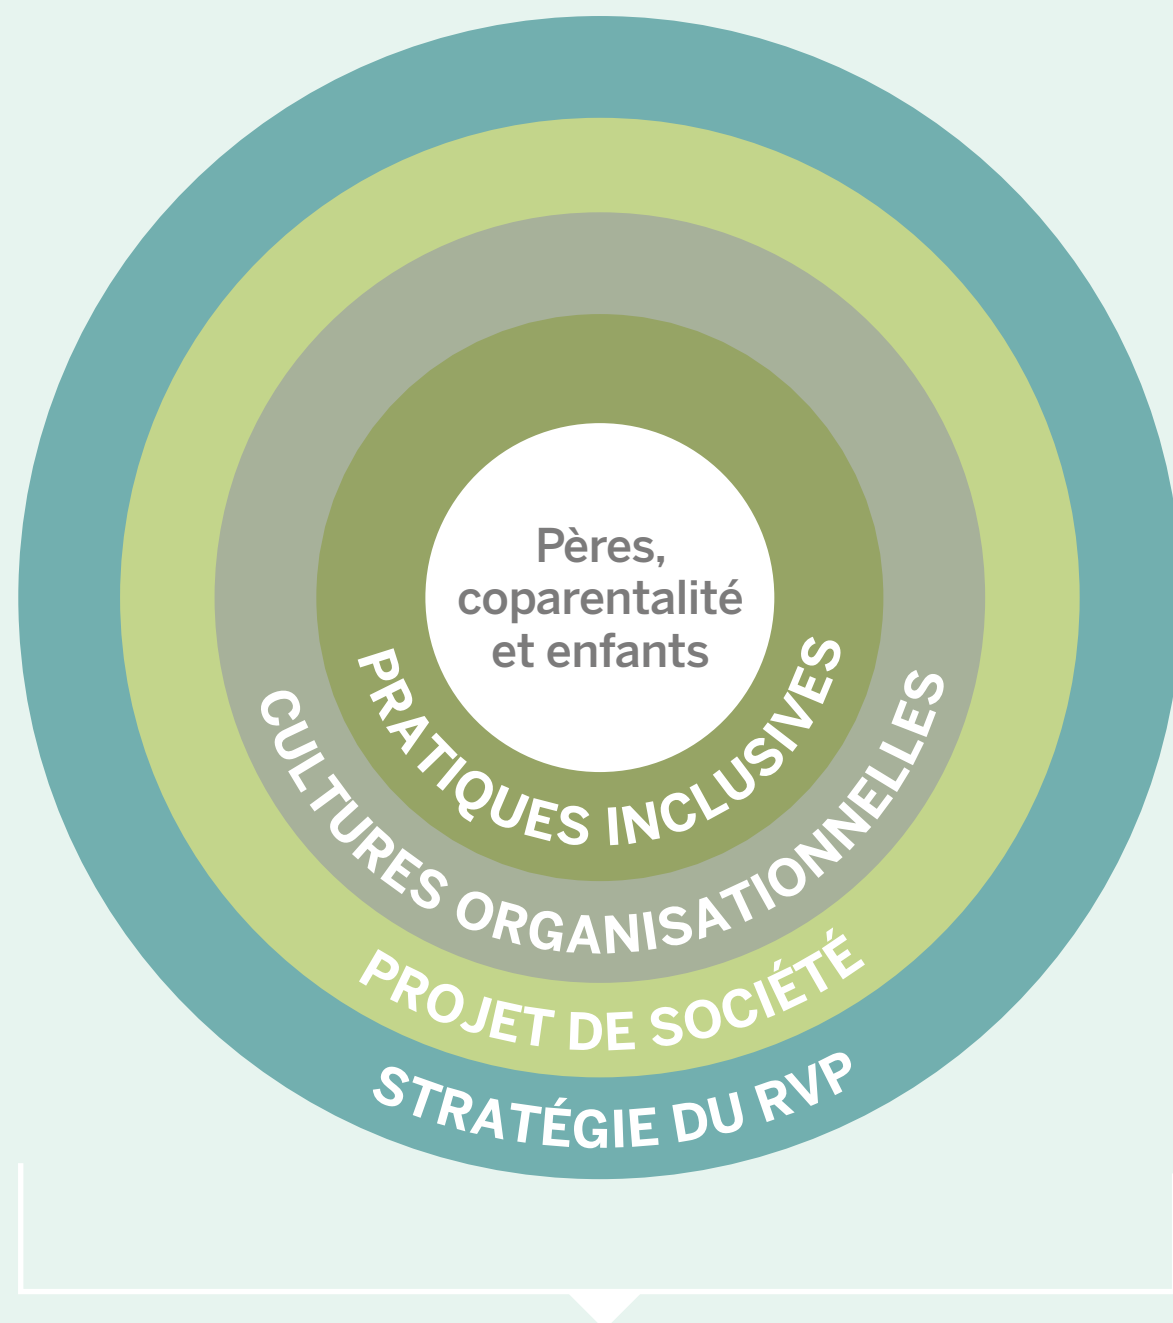 Pères,
coparentalité
et enfants
PRATIQUES INCLUSIVES
CULTURES ORGANISATIONNELLES
PROJET DE SOCIÉTÉ
STRATÉGIE DU RVP